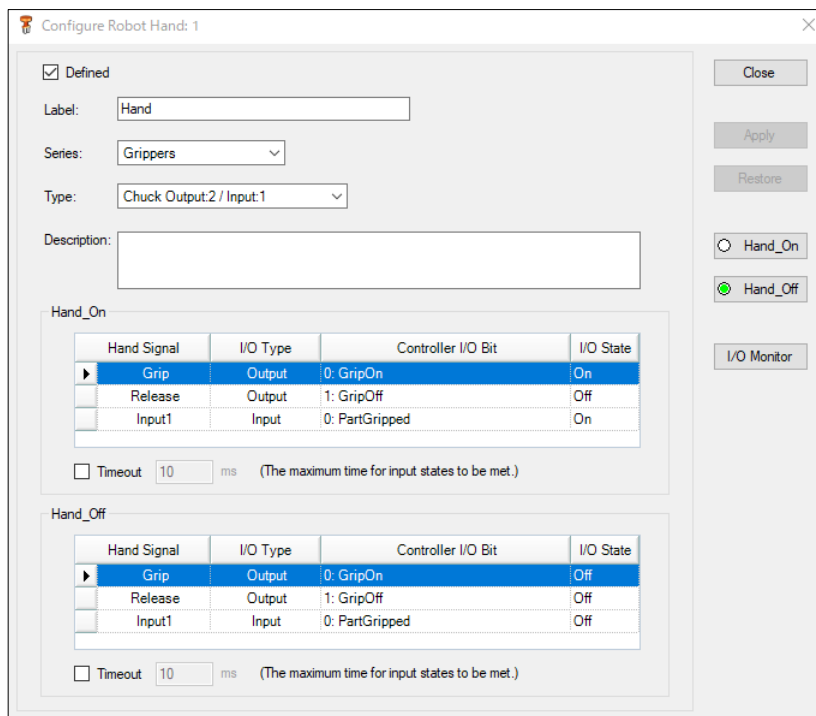 Configure Robot Hand: 1
Defined
Close
Label: Hand
Apply
Series: Grippers
Restore
Type: Chuck Output:2 / Input:1
Description:
Hand_On
Hand_Off
I/O Monitor
Hand_On
Hand Signal I/O Type Controller I/O Bit I/O State
Grip Output 0: GripOn On
Release Output 1: GripOff Off
Input1 Input 0: PartGripped On
Timeout 10 ms (The maximum time for input states to be met.)
Hand_Off
Hand Signal I/O Type Controller I/O Bit I/O State
Grip Output 0: GripOn Off
Release Output 1: GripOff Off
Input1 Input 0: PartGripped Off
Timeout 10 ms (The maximum time for input states to be met.)